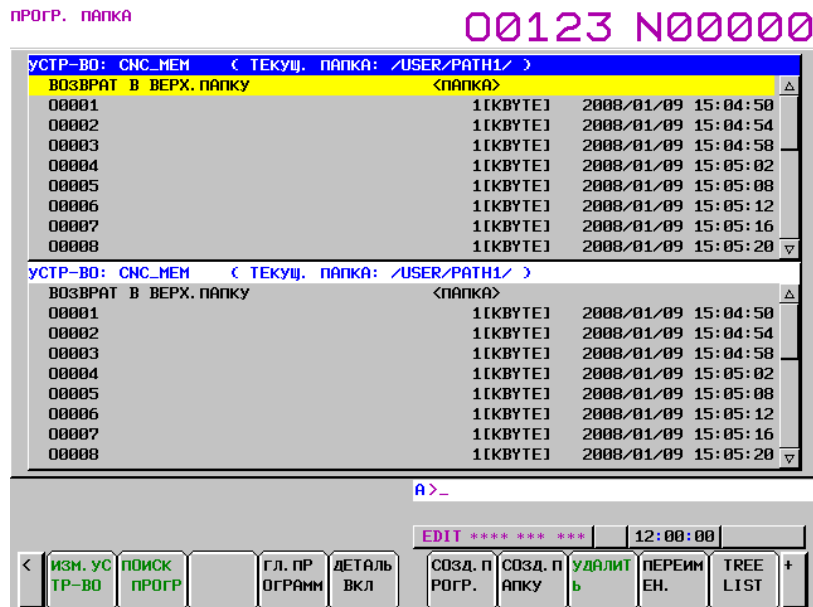 ПРОГР. ПАПКА
O0123 N00000
УСТР-ВО: CNC_MEM ( ТЕКУЩ. ПАПКА: /USER/PATH1/ )
ВОЗВРАТ В ВЕРХ.ПАПКУ <ПАПКА>
O0001 1[KBYTE] 2008/01/09 15:04:50
O0002 1[KBYTE] 2008/01/09 15:04:54
O0003 1[KBYTE] 2008/01/09 15:04:58
O0004 1[KBYTE] 2008/01/09 15:05:02
O0005 1[KBYTE] 2008/01/09 15:05:08
O0006 1[KBYTE] 2008/01/09 15:05:12
O0007 1[KBYTE] 2008/01/09 15:05:16
O0008 1[KBYTE] 2008/01/09 15:05:20
УСТР-ВО: CNC_MEM ( ТЕКУЩ. ПАПКА: /USER/PATH1/ )
ВОЗВРАТ В ВЕРХ.ПАПКУ <ПАПКА>
O0001 1[KBYTE] 2008/01/09 15:04:50
O0002 1[KBYTE] 2008/01/09 15:04:54
O0003 1[KBYTE] 2008/01/09 15:04:58
O0004 1[KBYTE] 2008/01/09 15:05:02
O0005 1[KBYTE] 2008/01/09 15:05:08
O0006 1[KBYTE] 2008/01/09 15:05:12
O0007 1[KBYTE] 2008/01/09 15:05:16
O0008 1[KBYTE] 2008/01/09 15:05:20
A>_
EDIT **** *** *** 12:00:00
< ИЗМ.УС ПОИСК ГЛ.ПР ДЕТАЛЬ СОЗД.П СОЗД.П УДАЛИТ ПЕРЕИМ TREE +
ТР-ВО ПРОГР ОГРАММ ВКЛ РОГР. АПКУ Ь ЕН. LIST